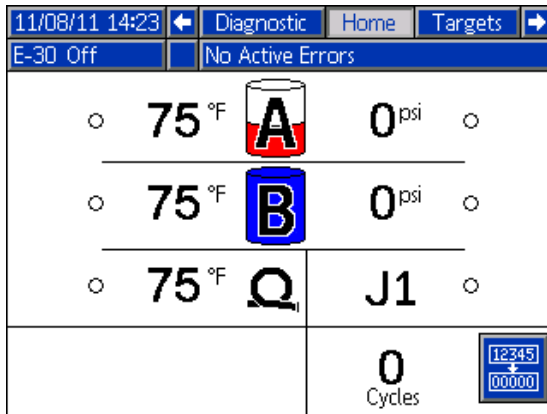 11/08/11 14:23 Diagnostic Home Targets
E-30 Off No Active Errors
75 °F A 0 psi
75 °F B 0 psi
75 °F J1
0
Cycles
12345
00000